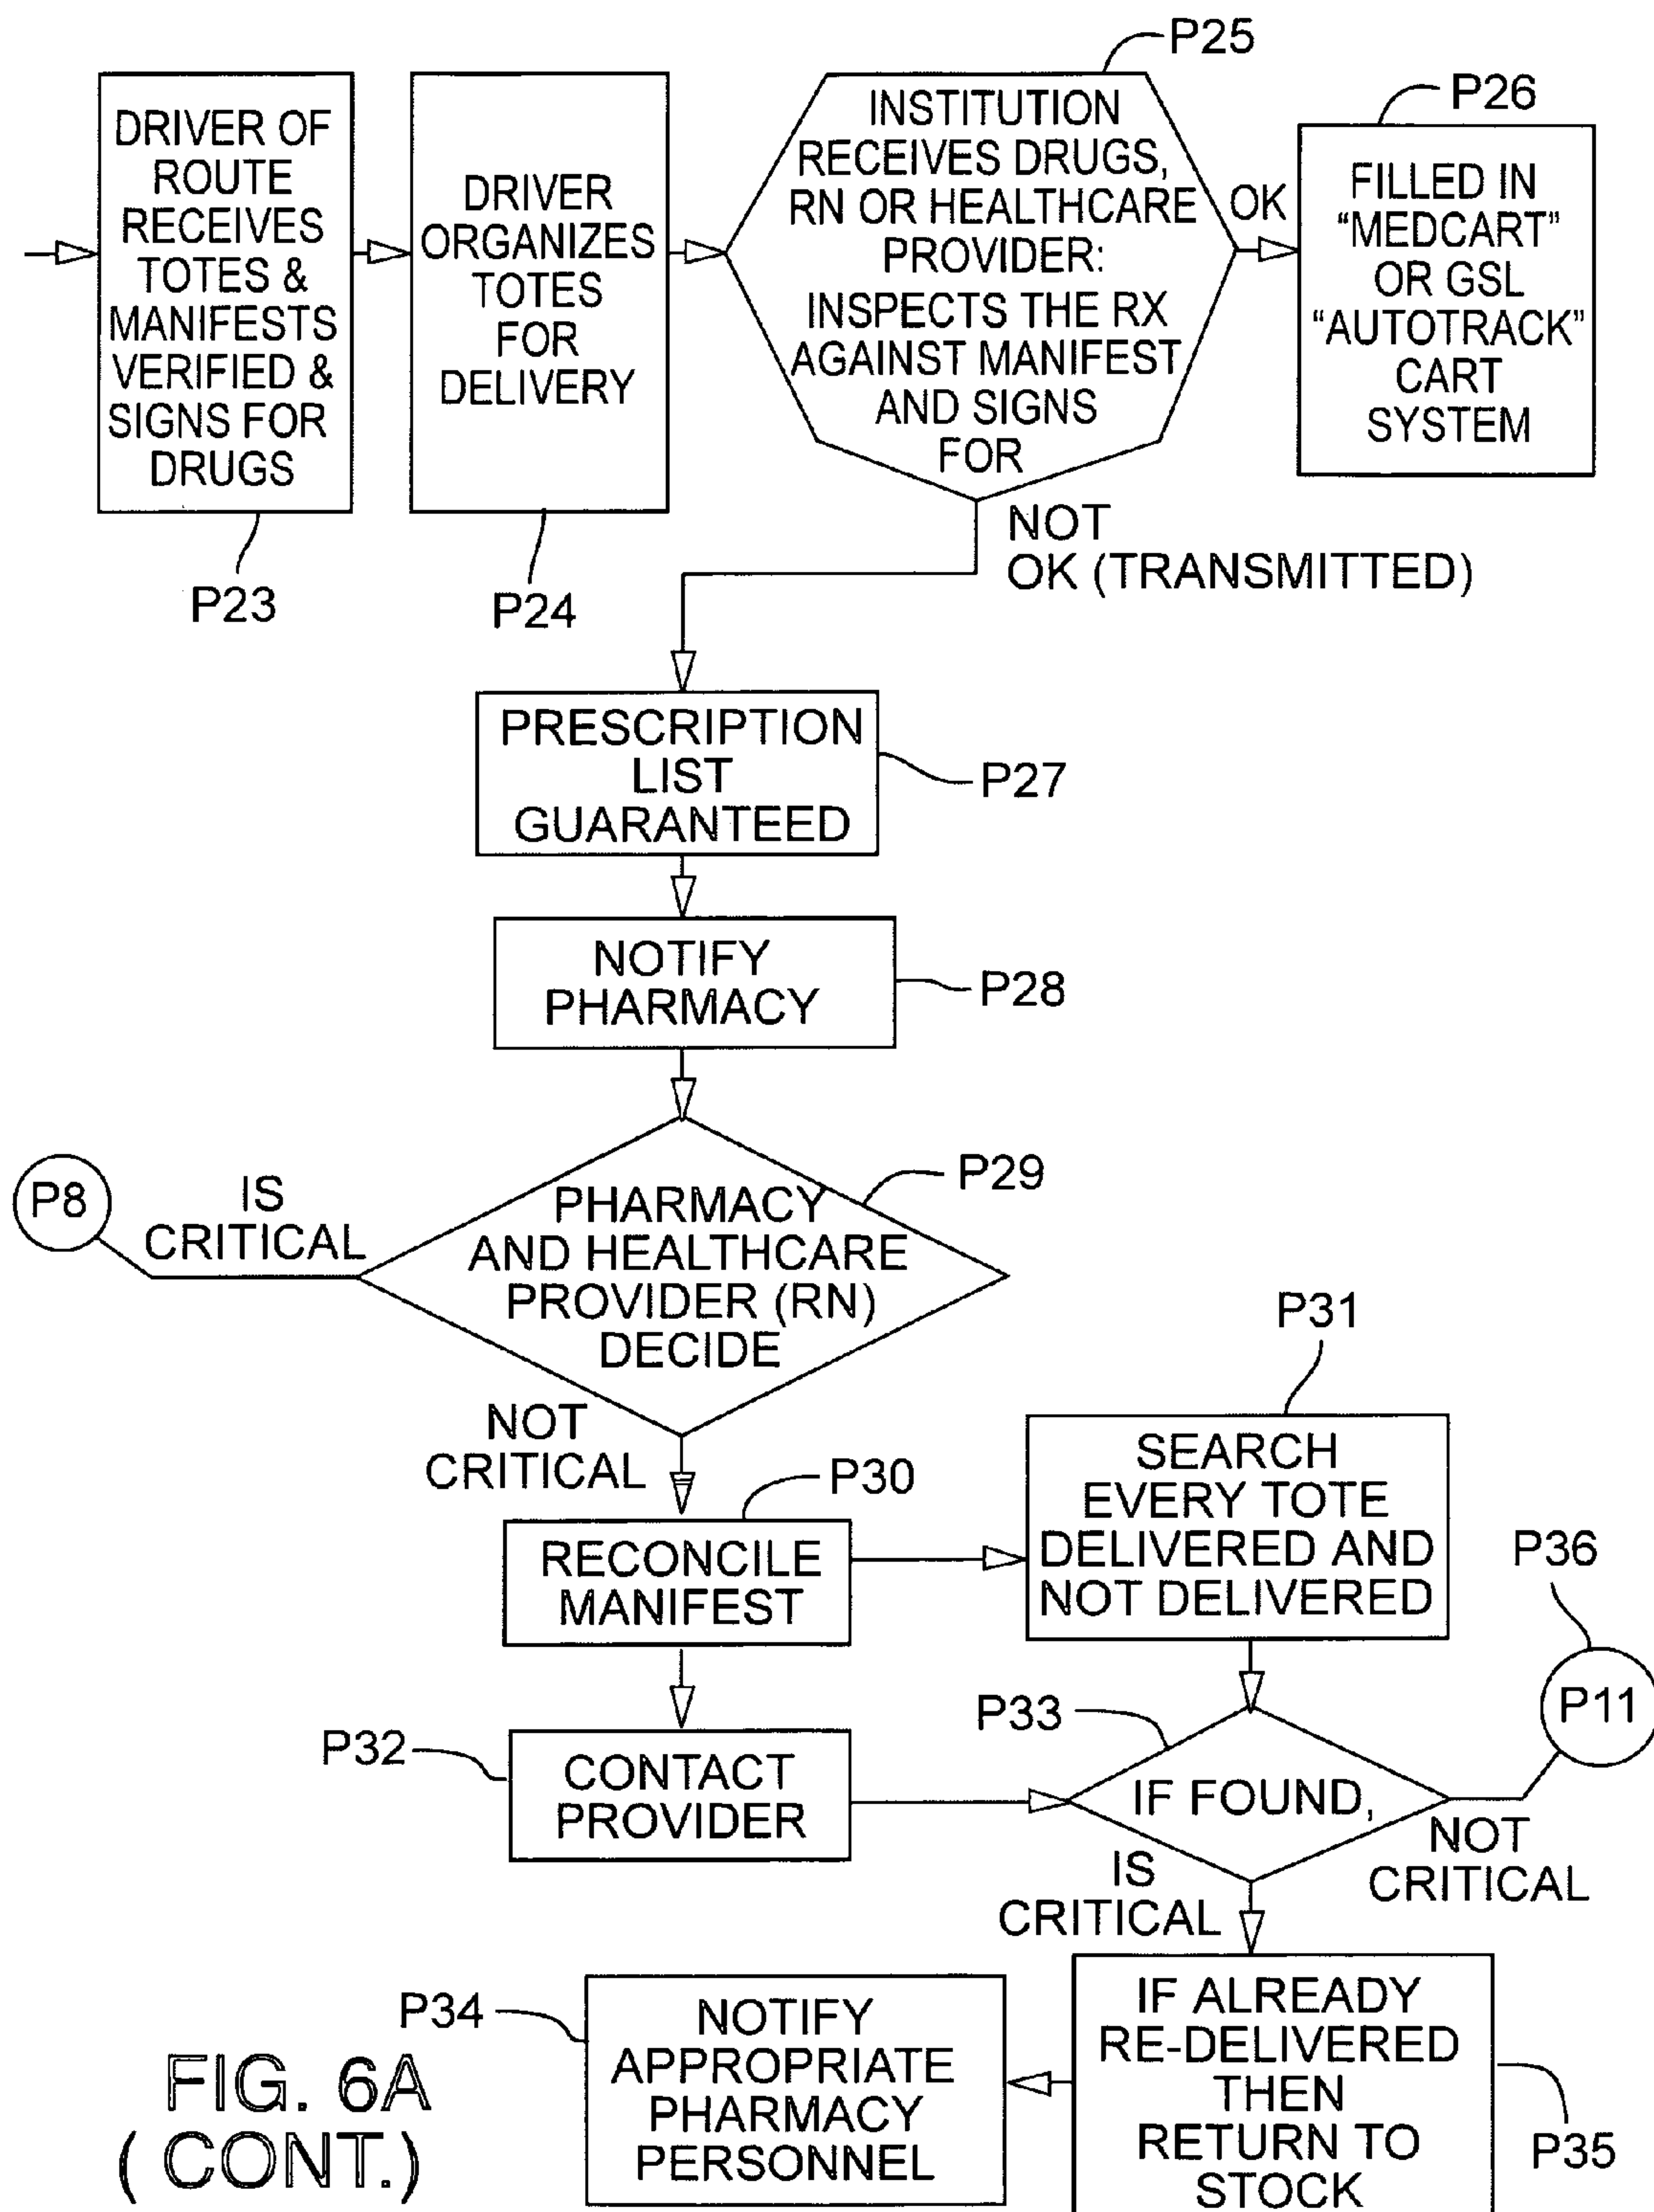 P25
P26
DRIVER OF
ROUTE
RECEIVES
TOTES &
MANIFESTS
VERIFIED &
SIGNS FOR
DRUGS
P23
DRIVER
ORGANIZES
TOTES
FOR
DELIVERY
P24
INSTITUTION
RECEIVES DRUGS,
RN OR HEALTHCARE
PROVIDER:
INSPECTS THE RX
AGAINST MANIFEST
AND SIGNS
FOR
OK
FILLED IN
“MEDCART”
OR GSL
“AUTOTRACK”
CART
SYSTEM
NOT
OK (TRANSMITTED)
PRESCRIPTION
LIST
GUARANTEED
P27
NOTIFY
PHARMACY
P28
P29
P8
IS
CRITICAL
PHARMACY
AND HEALTHCARE
PROVIDER (RN)
DECIDE
NOT
CRITICAL
P30
RECONCILE
MANIFEST
P31
SEARCH
EVERY TOTE
DELIVERED AND
NOT DELIVERED
P36
P11
P32
CONTACT
PROVIDER
P33
IF FOUND,
NOT
CRITICAL
IS
CRITICAL
P34
NOTIFY
APPROPRIATE
PHARMACY
PERSONNEL
IF ALREADY
RE-DELIVERED
THEN
RETURN TO
STOCK
P35
FIG. 6A
( CONT.)